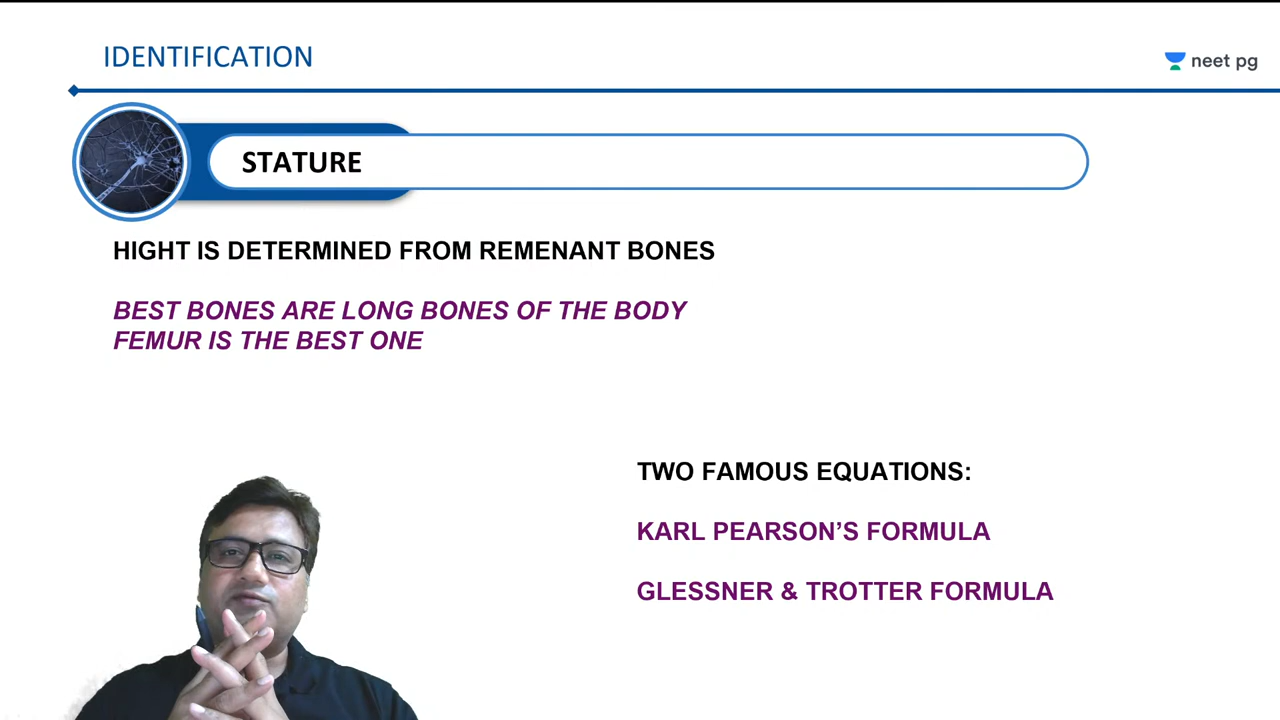 IDENTIFICATION
neet pg
STATURE
HIGHT IS DETERMINED FROM REMENANT BONES
BEST BONES ARE LONG BONES OF THE BODY
FEMUR IS THE BEST ONE
TWO FAMOUS EQUATIONS:
KARL PEARSON’S FORMULA
GLESSNER & TROTTER FORMULA